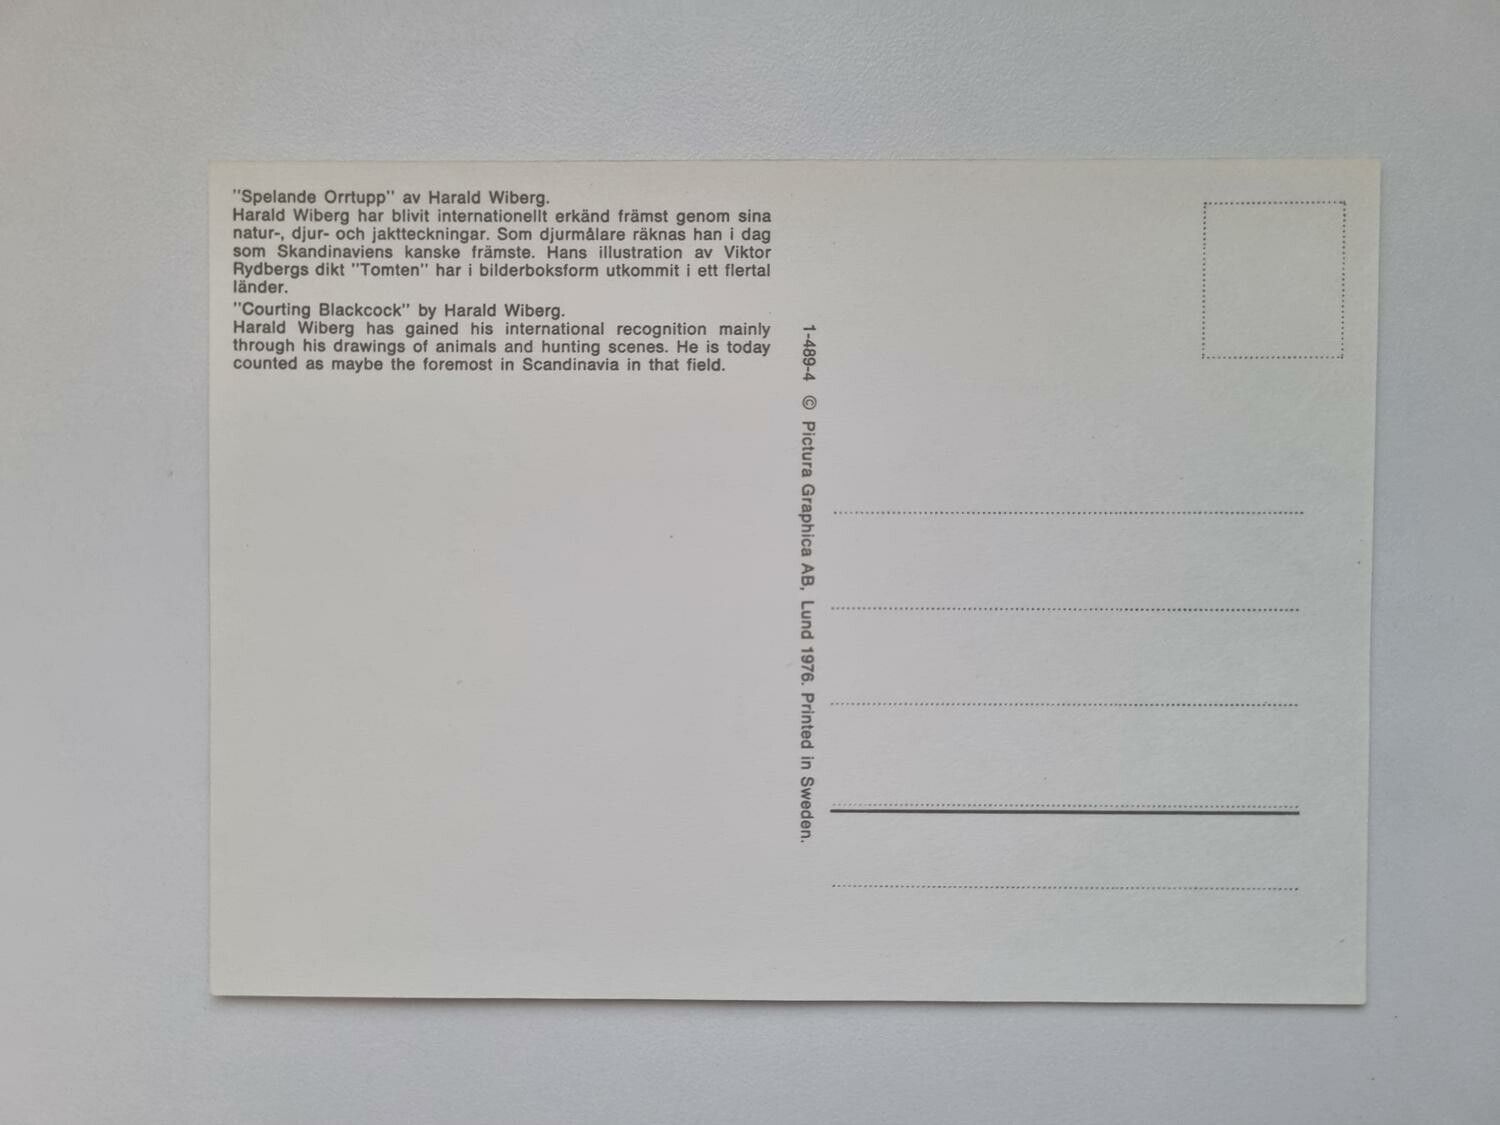 "Spelande Orrtupp" av Harald Wiberg.
Harald Wiberg har blivit internationellt erkänd främst genom sina
natur-, djur- och jaktteckningar. Som djurmålare räknas han i dag
som Skandinaviens kanske främste. Hans illustration av Viktor
Rydbergs dikt "Tomten" har i bilderboksform utkommit i ett flertal
länder.
"Courting Blackcock" by Harald Wiberg.
Harald Wiberg has gained his international recognition mainly
through his drawings of animals and hunting scenes. He is today
counted as maybe the foremost in Scandinavia in that field.
1-489-4 © Pictura Graphica AB, Lund 1976. Printed in Sweden.